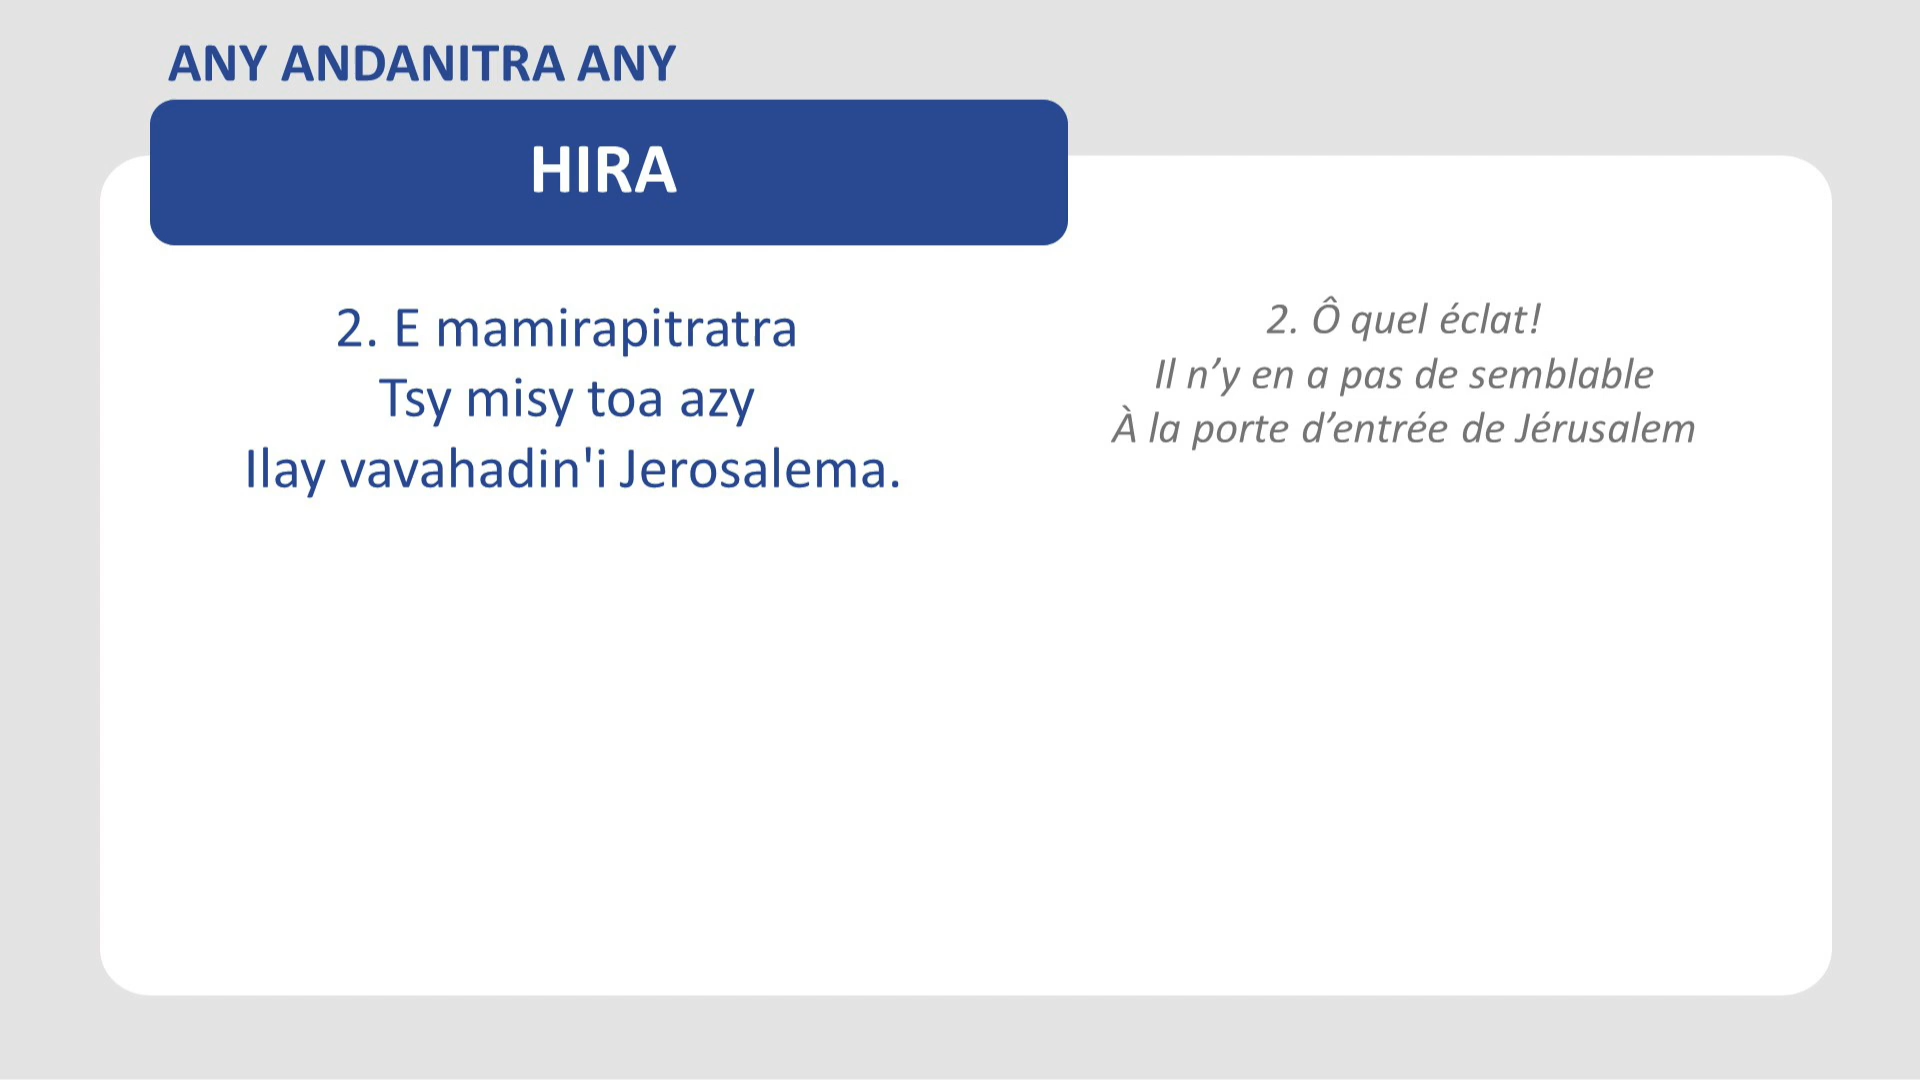 ANY ANDANITRA ANY
HIRA
2. E mamirapitratra
Tsy misy toa azy
Ilay vavahadin'i Jerosalema.
2. Ô quel éclat!
Il n’y en a pas de semblable
À la porte d’entrée de Jérusalem